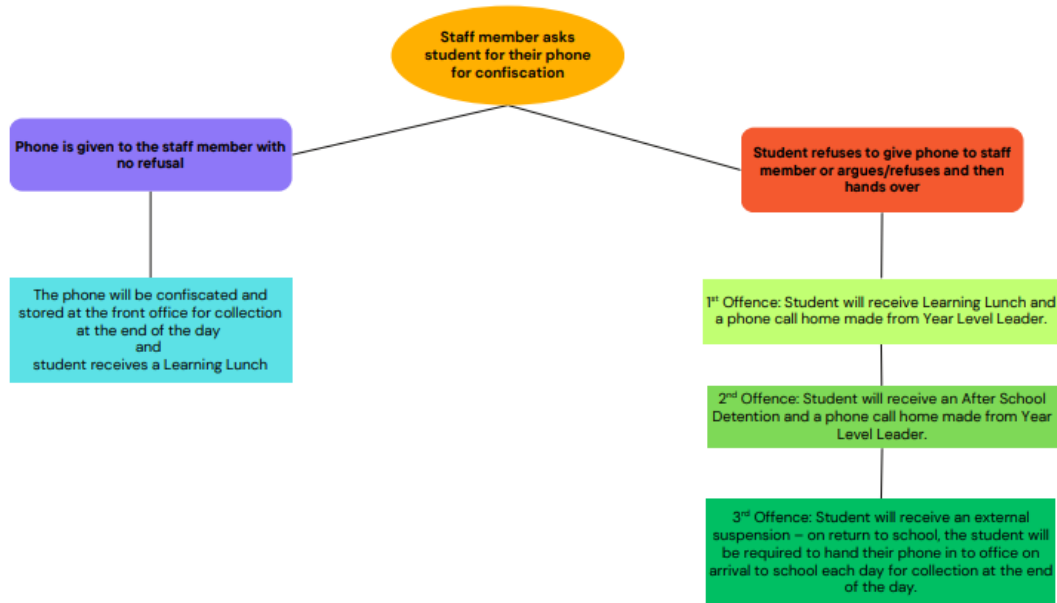 Staff member asks
student for their phone
for confiscation
Phone is given to the staff member with
no refusal
Student refuses to give phone to staff
member or argues/refuses and then
hands over
The phone will be confiscated and
stored at the front office for collection
at the end of the day
and
student receives a Learning Lunch
1st Offence: Student will receive Learning Lunch and
a phone call home made from Year Level Leader.
2nd Offence: Student will receive an After School
Detention and a phone call home made from Year
Level Leader.
3rd Offence: Student will receive an external
suspension – on return to school, the student will
be required to hand their phone in to office on
arrival to school each day for collection at the end
of the day.